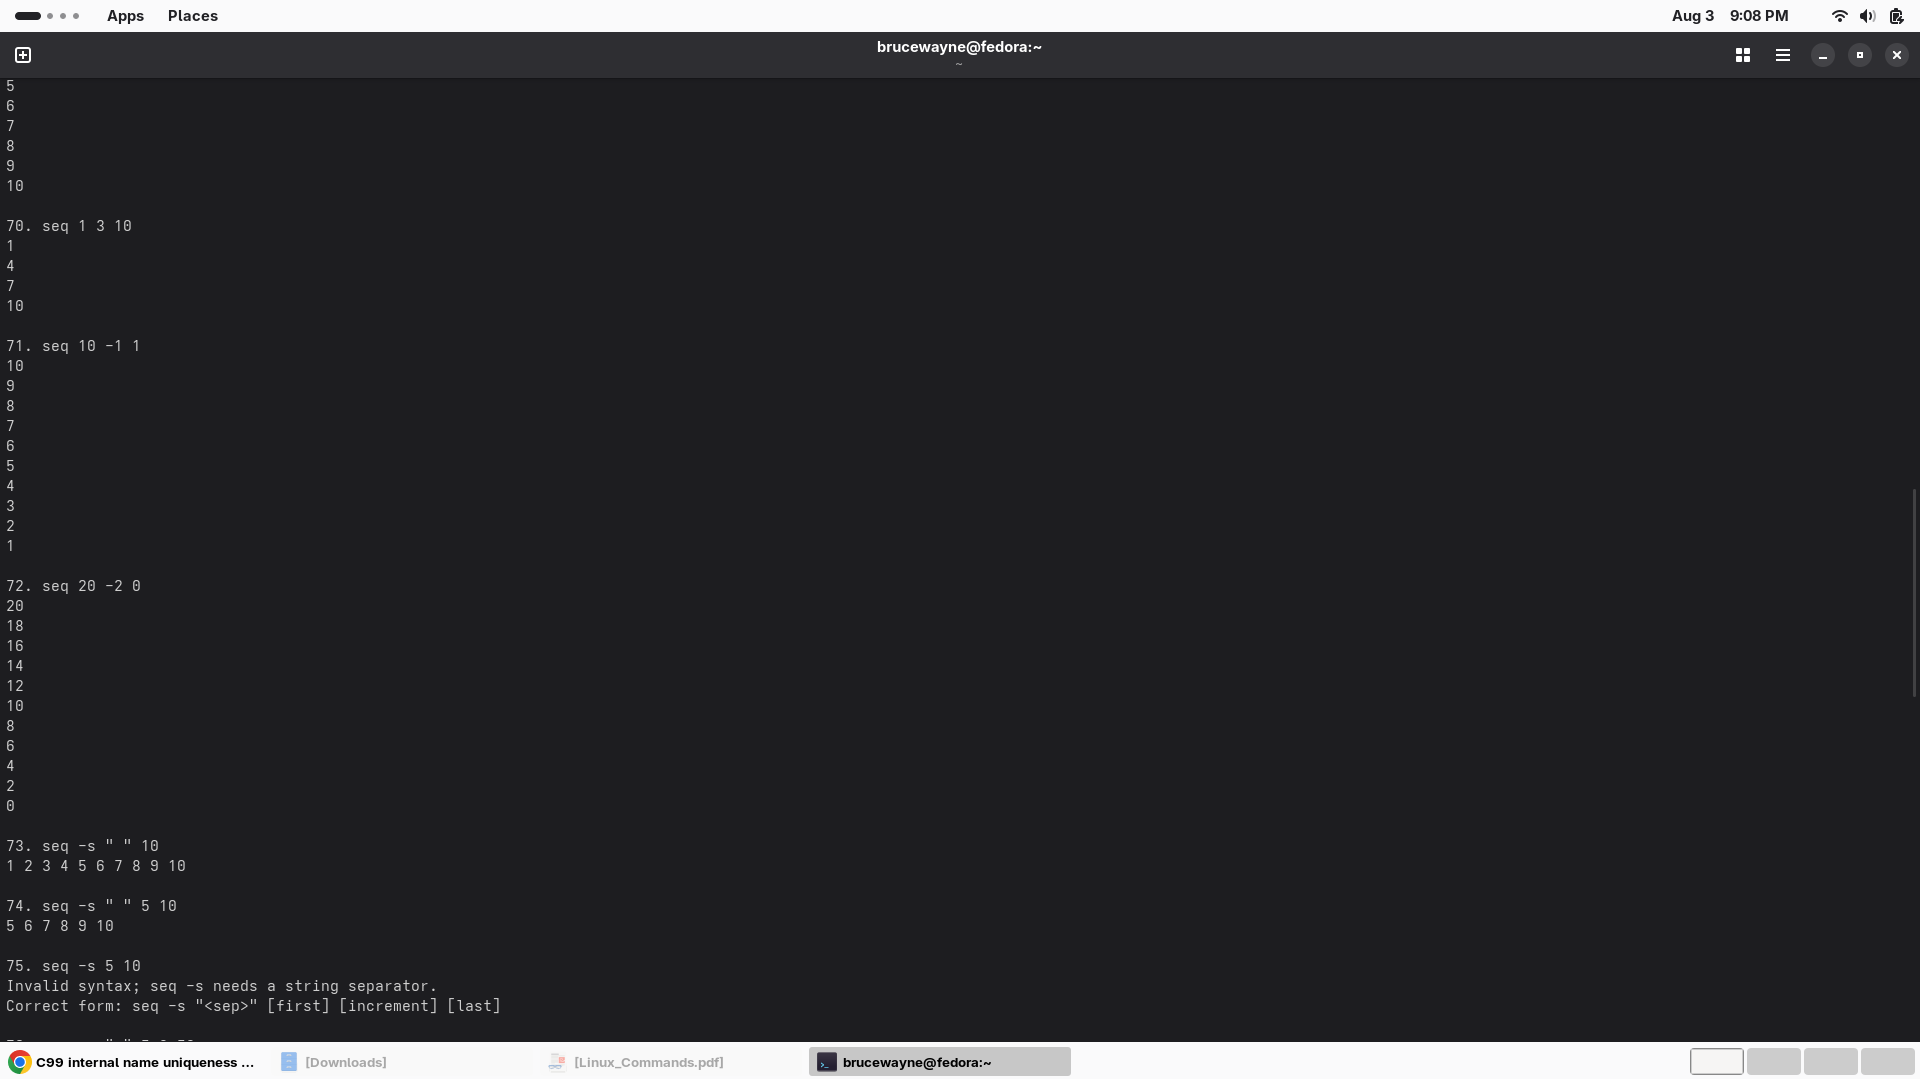 Apps Places Aug 3 9:08 PM
brucewayne@fedora:~
~
5
6
7
8
9
10
70. seq 1 3 10
1
4
7
10
71. seq 10 -1 1
10
9
8
7
6
5
4
3
2
1
72. seq 20 -2 0
20
18
16
14
12
10
8
6
4
2
0
73. seq -s " " 10
1 2 3 4 5 6 7 8 9 10
74. seq -s " " 5 10
5 6 7 8 9 10
75. seq -s 5 10
Invalid syntax; seq -s needs a string separator.
Correct form: seq -s "<sep>" [first] [increment] [last]
C99 internal name uniqueness ... [Downloads] [Linux_Commands.pdf] brucewayne@fedora:~